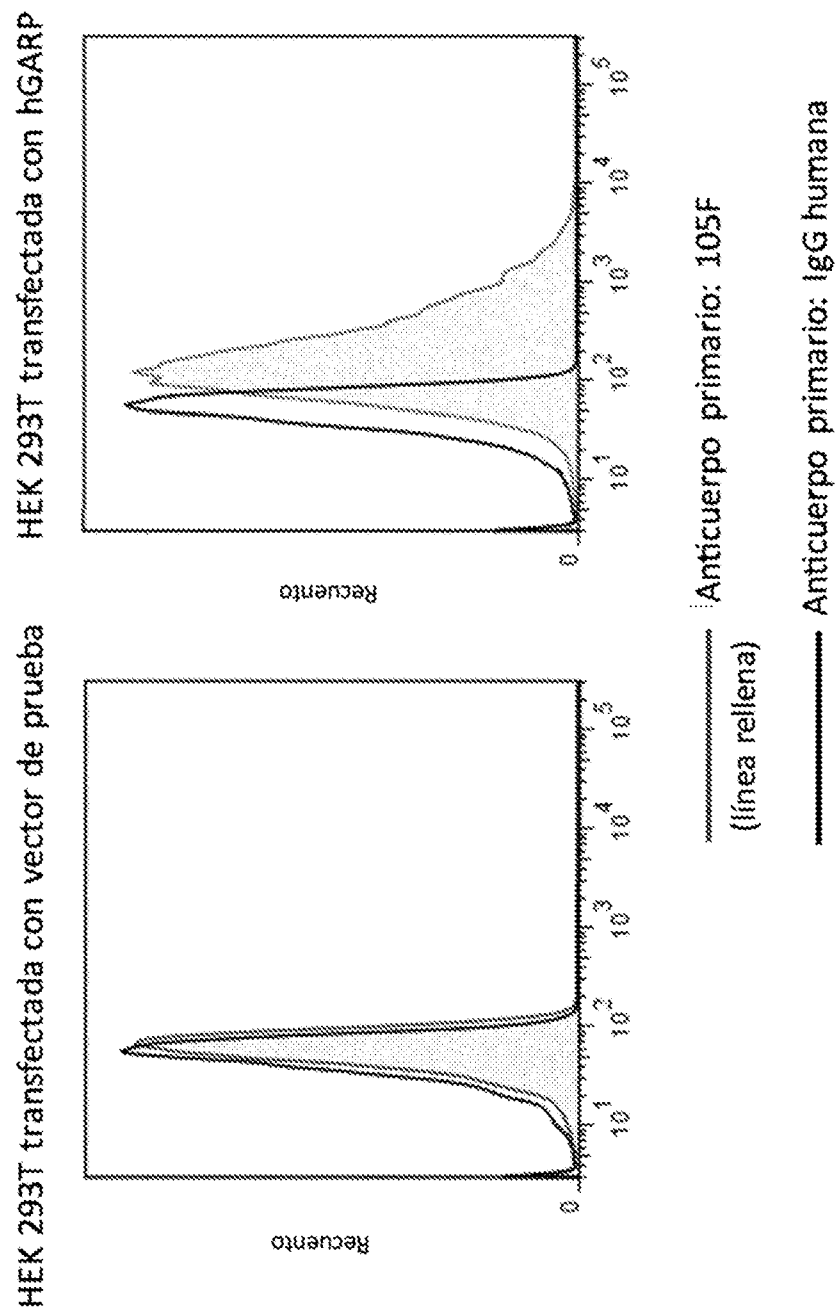 HEK 293T transfectada con vector de prueba
Recuento
0
10^1
10^2
10^3
10^4
10^5
HEK 293T transfectada con hGARP
Recuento
0
10^1
10^2
10^3
10^4
10^5
Anticuerpo primario: 105F
(línea rellena)
Anticuerpo primario: IgG humana